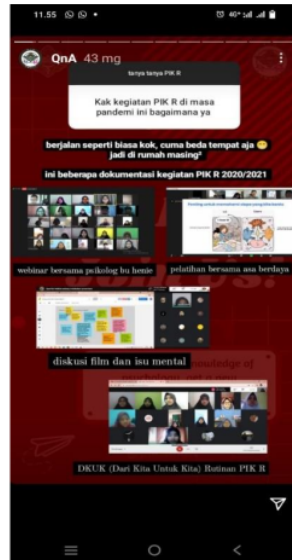 11.55
46°
QnA 43 mg
tanya tanya PIK R
Kak kegiatan PIK R di masa
pandemi ini bagaimana ya
berjalan seperti biasa kok, cuma beda tempat aja 😁
jadi di rumah masing²
ini beberapa dokumentasi kegiatan PIK R 2020/2021
webinar bersama psikolog bu henie
pelatihan bersama asa berdaya
diskusi film dan isu mental
knowledge of
DKUK (Dari Kita Untuk Kita) Rutinan PIK R